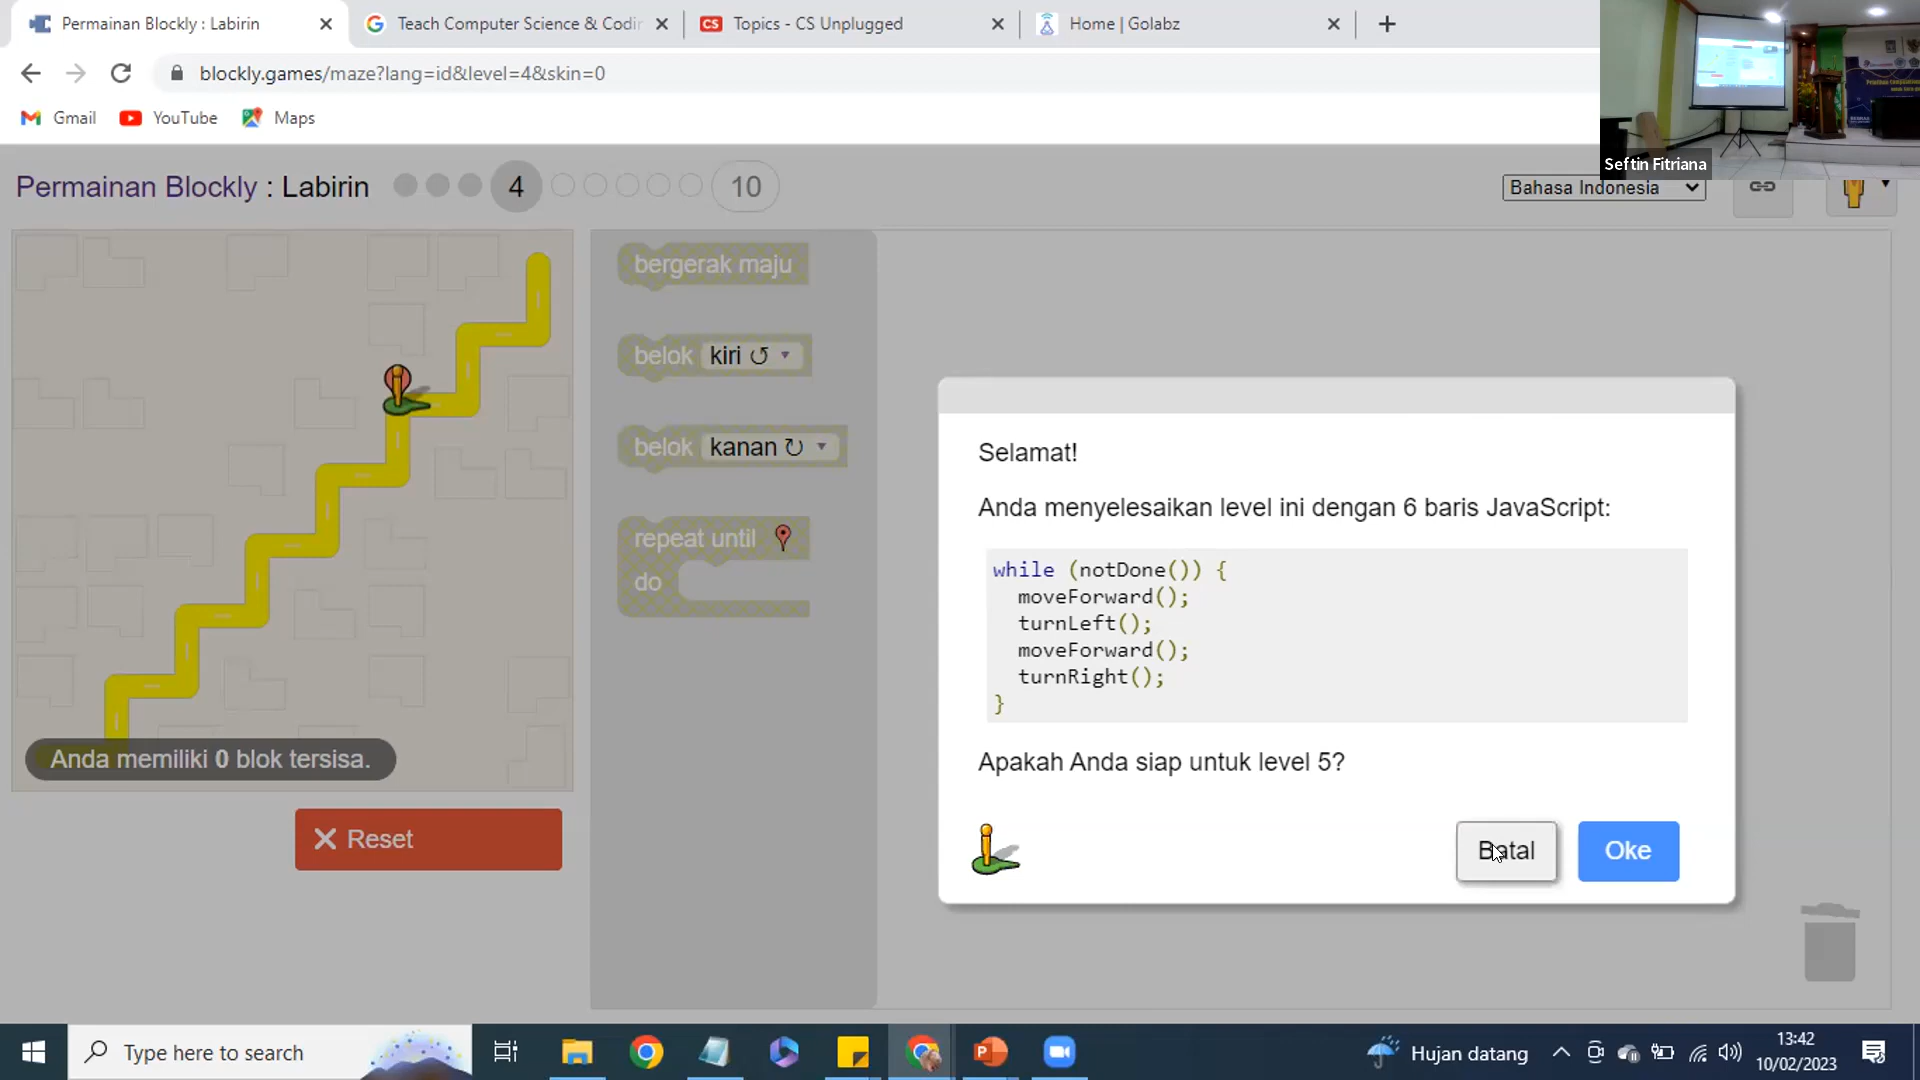 Permainan Blockly : Labirin
Teach Computer Science & Codin
CS
Topics - CS Unplugged
Home | Golabz
blockly.games/maze?lang=id&level=4&skin=0
Gmail
YouTube
Maps
Seftin Fitriana
Permainan Blockly : Labirin
4
10
Bahasa Indonesia
bergerak maju
belok kiri
belok kanan
repeat until
do
Anda memiliki 0 blok tersisa.
Reset
Selamat!
Anda menyelesaikan level ini dengan 6 baris JavaScript:
while (notDone()) {
moveForward();
turnLeft();
moveForward();
turnRight();
}
Apakah Anda siap untuk level 5?
Batal
Oke
Type here to search
Hujan datang
13:42
10/02/2023